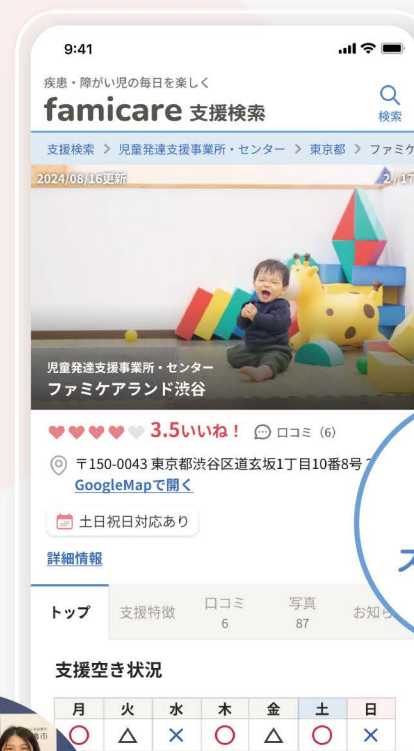 9:41
疾患・障がい児の毎日を楽しく
famicare 支援検索
検索
支援検索 > 児童発達支援事業所・センター > 東京都 > ファミケ
2024/08/16更新
2/17
児童発達支援事業所・センター
ファミケアランド渋谷
3.5いいね！ 口コミ（6）
〒150-0043 東京都渋谷区道玄坂1丁目10番8号
GoogleMapで開く
土日祝日対応あり
詳細情報
トップ 支援特徴 口コミ 6 写真 87 お知ら
支援空き状況
月 火 水 木 金 土 日
○ △ × ○ △ ○ ×